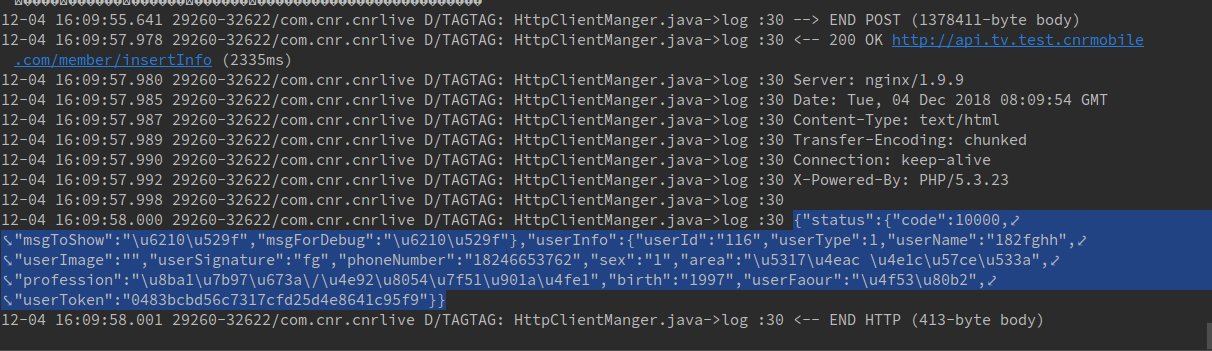 12-04 16:09:55.641 29260-32622/com.cnr.cnrlive D/TAGTAG: HttpClientManger.java->log :30 --> END POST (1378411-byte body)
12-04 16:09:57.978 29260-32622/com.cnr.cnrlive D/TAGTAG: HttpClientManger.java->log :30 <-- 200 OK http://api.tv.test.cnrmobile
.com/member/insertInfo (2335ms)
12-04 16:09:57.980 29260-32622/com.cnr.cnrlive D/TAGTAG: HttpClientManger.java->log :30 Server: nginx/1.9.9
12-04 16:09:57.985 29260-32622/com.cnr.cnrlive D/TAGTAG: HttpClientManger.java->log :30 Date: Tue, 04 Dec 2018 08:09:54 GMT
12-04 16:09:57.987 29260-32622/com.cnr.cnrlive D/TAGTAG: HttpClientManger.java->log :30 Content-Type: text/html
12-04 16:09:57.989 29260-32622/com.cnr.cnrlive D/TAGTAG: HttpClientManger.java->log :30 Transfer-Encoding: chunked
12-04 16:09:57.990 29260-32622/com.cnr.cnrlive D/TAGTAG: HttpClientManger.java->log :30 Connection: keep-alive
12-04 16:09:57.992 29260-32622/com.cnr.cnrlive D/TAGTAG: HttpClientManger.java->log :30 X-Powered-By: PHP/5.3.23
12-04 16:09:57.993 29260-32622/com.cnr.cnrlive D/TAGTAG: HttpClientManger.java->log :30
12-04 16:09:58.000 29260-32622/com.cnr.cnrlive D/TAGTAG: HttpClientManger.java->log :30 {"status":{"code":10000,
"msgToShow":"\u6210\u529f","msgForDebug":"\u6210\u529f"},"userInfo":{"userId":"116","userType":1,"userName":"182fghh",
"userImage":"","userSignature":"fg","phoneNumber":"18246653762","sex":"1","area":"\u5317\u4eac \u4e1c\u57ce\u533a",
"profession":"\u8ba1\u7b97\u673a\/\u4e92\u8054\u7f51\u901a\u4fe1","birth":"1997","userFaour":"\u4f53\u80b2",
"userToken":"0483bcbd56c7317cfd25d4e8641c95f9"}}
12-04 16:09:58.001 29260-32622/com.cnr.cnrlive D/TAGTAG: HttpClientManger.java->log :30 <-- END HTTP (413-byte body)